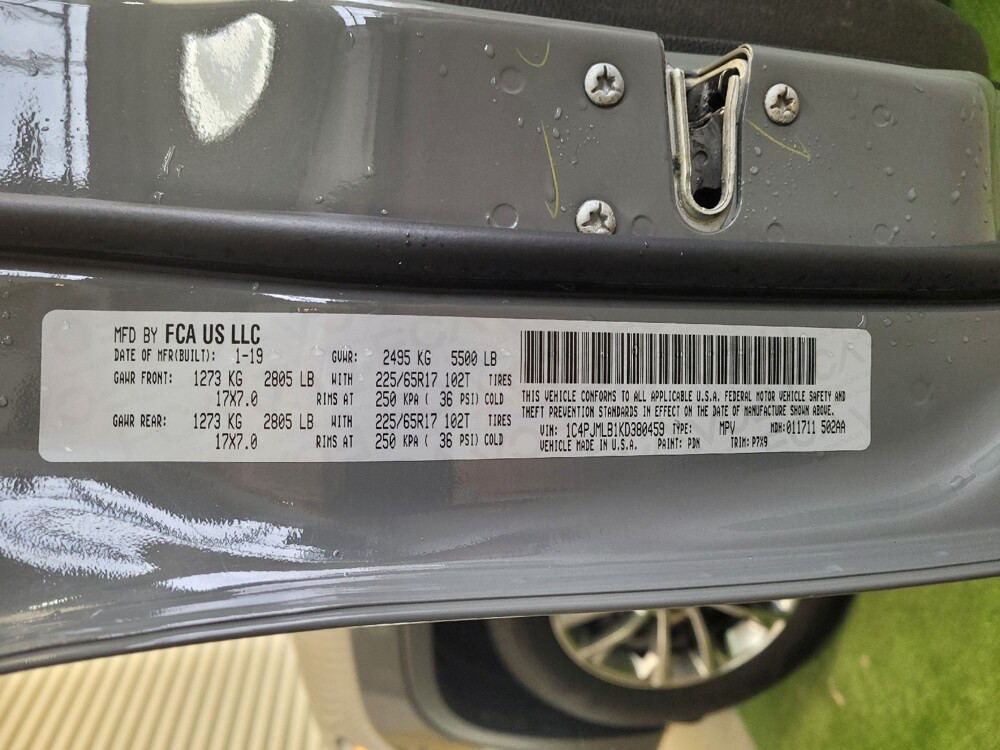 MFD BY FCA US LLC
DATE OF MFR(BUILT): 1-19 GVWR: 2495 KG 5500 LB
GAWR FRONT: 1273 KG 2805 LB WITH 225/65R17 102T TIRES
17X7.0 RIMS AT 250 KPA ( 36 PSI) COLD
GAWR REAR: 1273 KG 2805 LB WITH 225/65R17 102T TIRES
17X7.0 RIMS AT 250 KPA ( 36 PSI) COLD
THIS VEHICLE CONFORMS TO ALL APPLICABLE U.S.A. FEDERAL MOTOR VEHICLE SAFETY AND
THEFT PREVENTION STANDARDS IN EFFECT ON THE DATE OF MANUFACTURE SHOWN ABOVE.
VIN: 1C4PJMLB1KD380459 TYPE: MPV MDH: 011711 502AA
VEHICLE MADE IN U.S.A. PAINT: PDN TRIM: P7X9